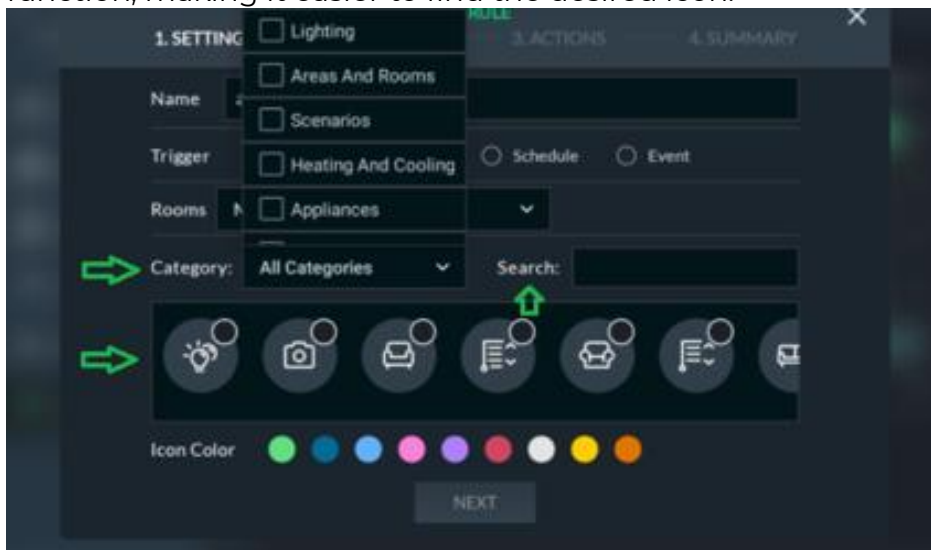 function, making it easier to find the desired icon.
RULE
1. SETTING
3. ACTIONS
4. SUMMARY
Lighting
Areas And Rooms
Name
Scenarios
Trigger
Heating And Cooling
Schedule
Event
Rooms
Appliances
Category:
All Categories
Search:
Icon Color
NEXT